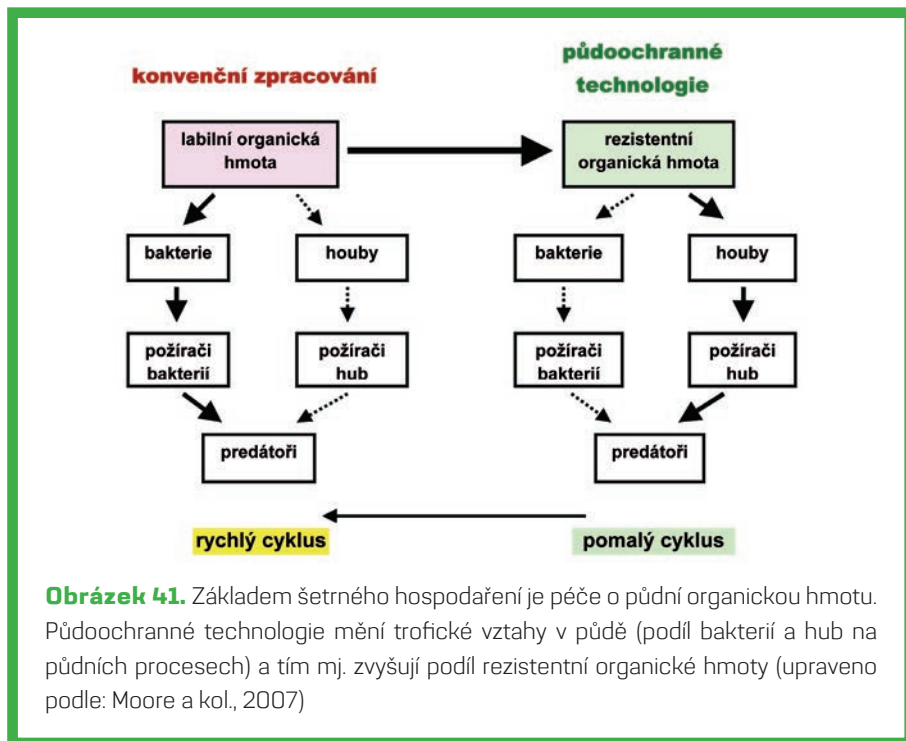 konvenční zpracování
půdoochranné
technologie
labilní organická
hmota
rezistentní
organická hmota
bakterie
houby
bakterie
houby
požírači
bakterií
požírači
hub
požírači
bakterií
požírači
hub
predátoři
predátoři
rychlý cyklus
pomalý cyklus
Obrázek 41. Základem šetrného hospodaření je péče o půdní organickou hmotu.
Půdoochranné technologie mění trofické vztahy v půdě (podíl bakterií a hub na
půdních procesech) a tím mj. zvyšují podíl rezistentní organické hmoty (upraveno
podle: Moore a kol., 2007)